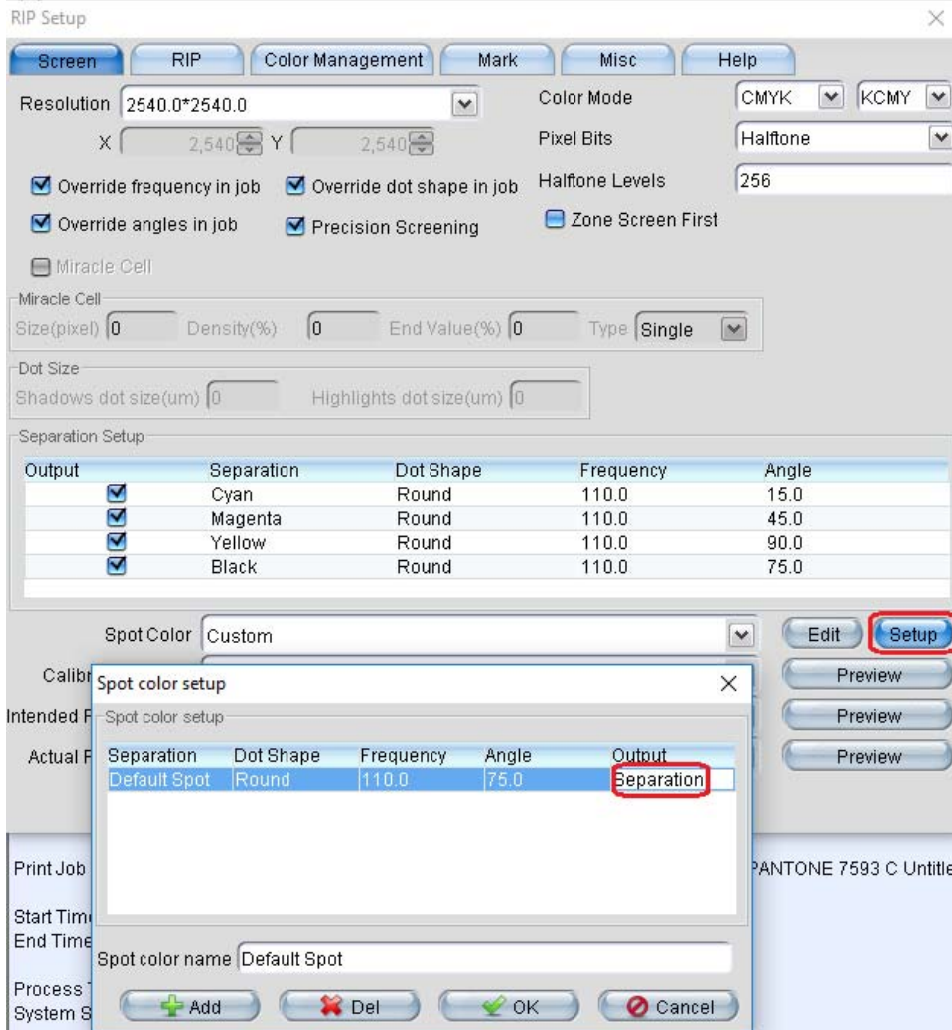 RIP Setup
Screen RIP Color Management Mark Misc Help
Resolution 2540.0*2540.0 Color Mode CMYK KCMY
X 2,540 Y 2,540 Pixel Bits Halftone
Override frequency in job Override dot shape in job Halftone Levels 256
Override angles in job Precision Screening Zone Screen First
Miracle Cell
Miracle Cell
Size(pixel) 0 Density(%) 0 End Value(%) 0 Type Single
Dot Size
Shadows dot size(um) 0 Highlights dot size(um) 0
Separation Setup
Output Separation Dot Shape Frequency Angle
Cyan Round 110.0 15.0
Magenta Round 110.0 45.0
Yellow Round 110.0 90.0
Black Round 110.0 75.0
Spot Color Custom Edit Setup
Calibr Preview
Intended P Preview
Actual P Preview
Spot color setup
Spot color setup
Separation Dot Shape Frequency Angle Output
Default Spot Round 110.0 75.0 Separation
Spot color name Default Spot
Add Del OK Cancel
Print Job PANTONE 7593 C Untitle
Start Time
End Time
Process
System S